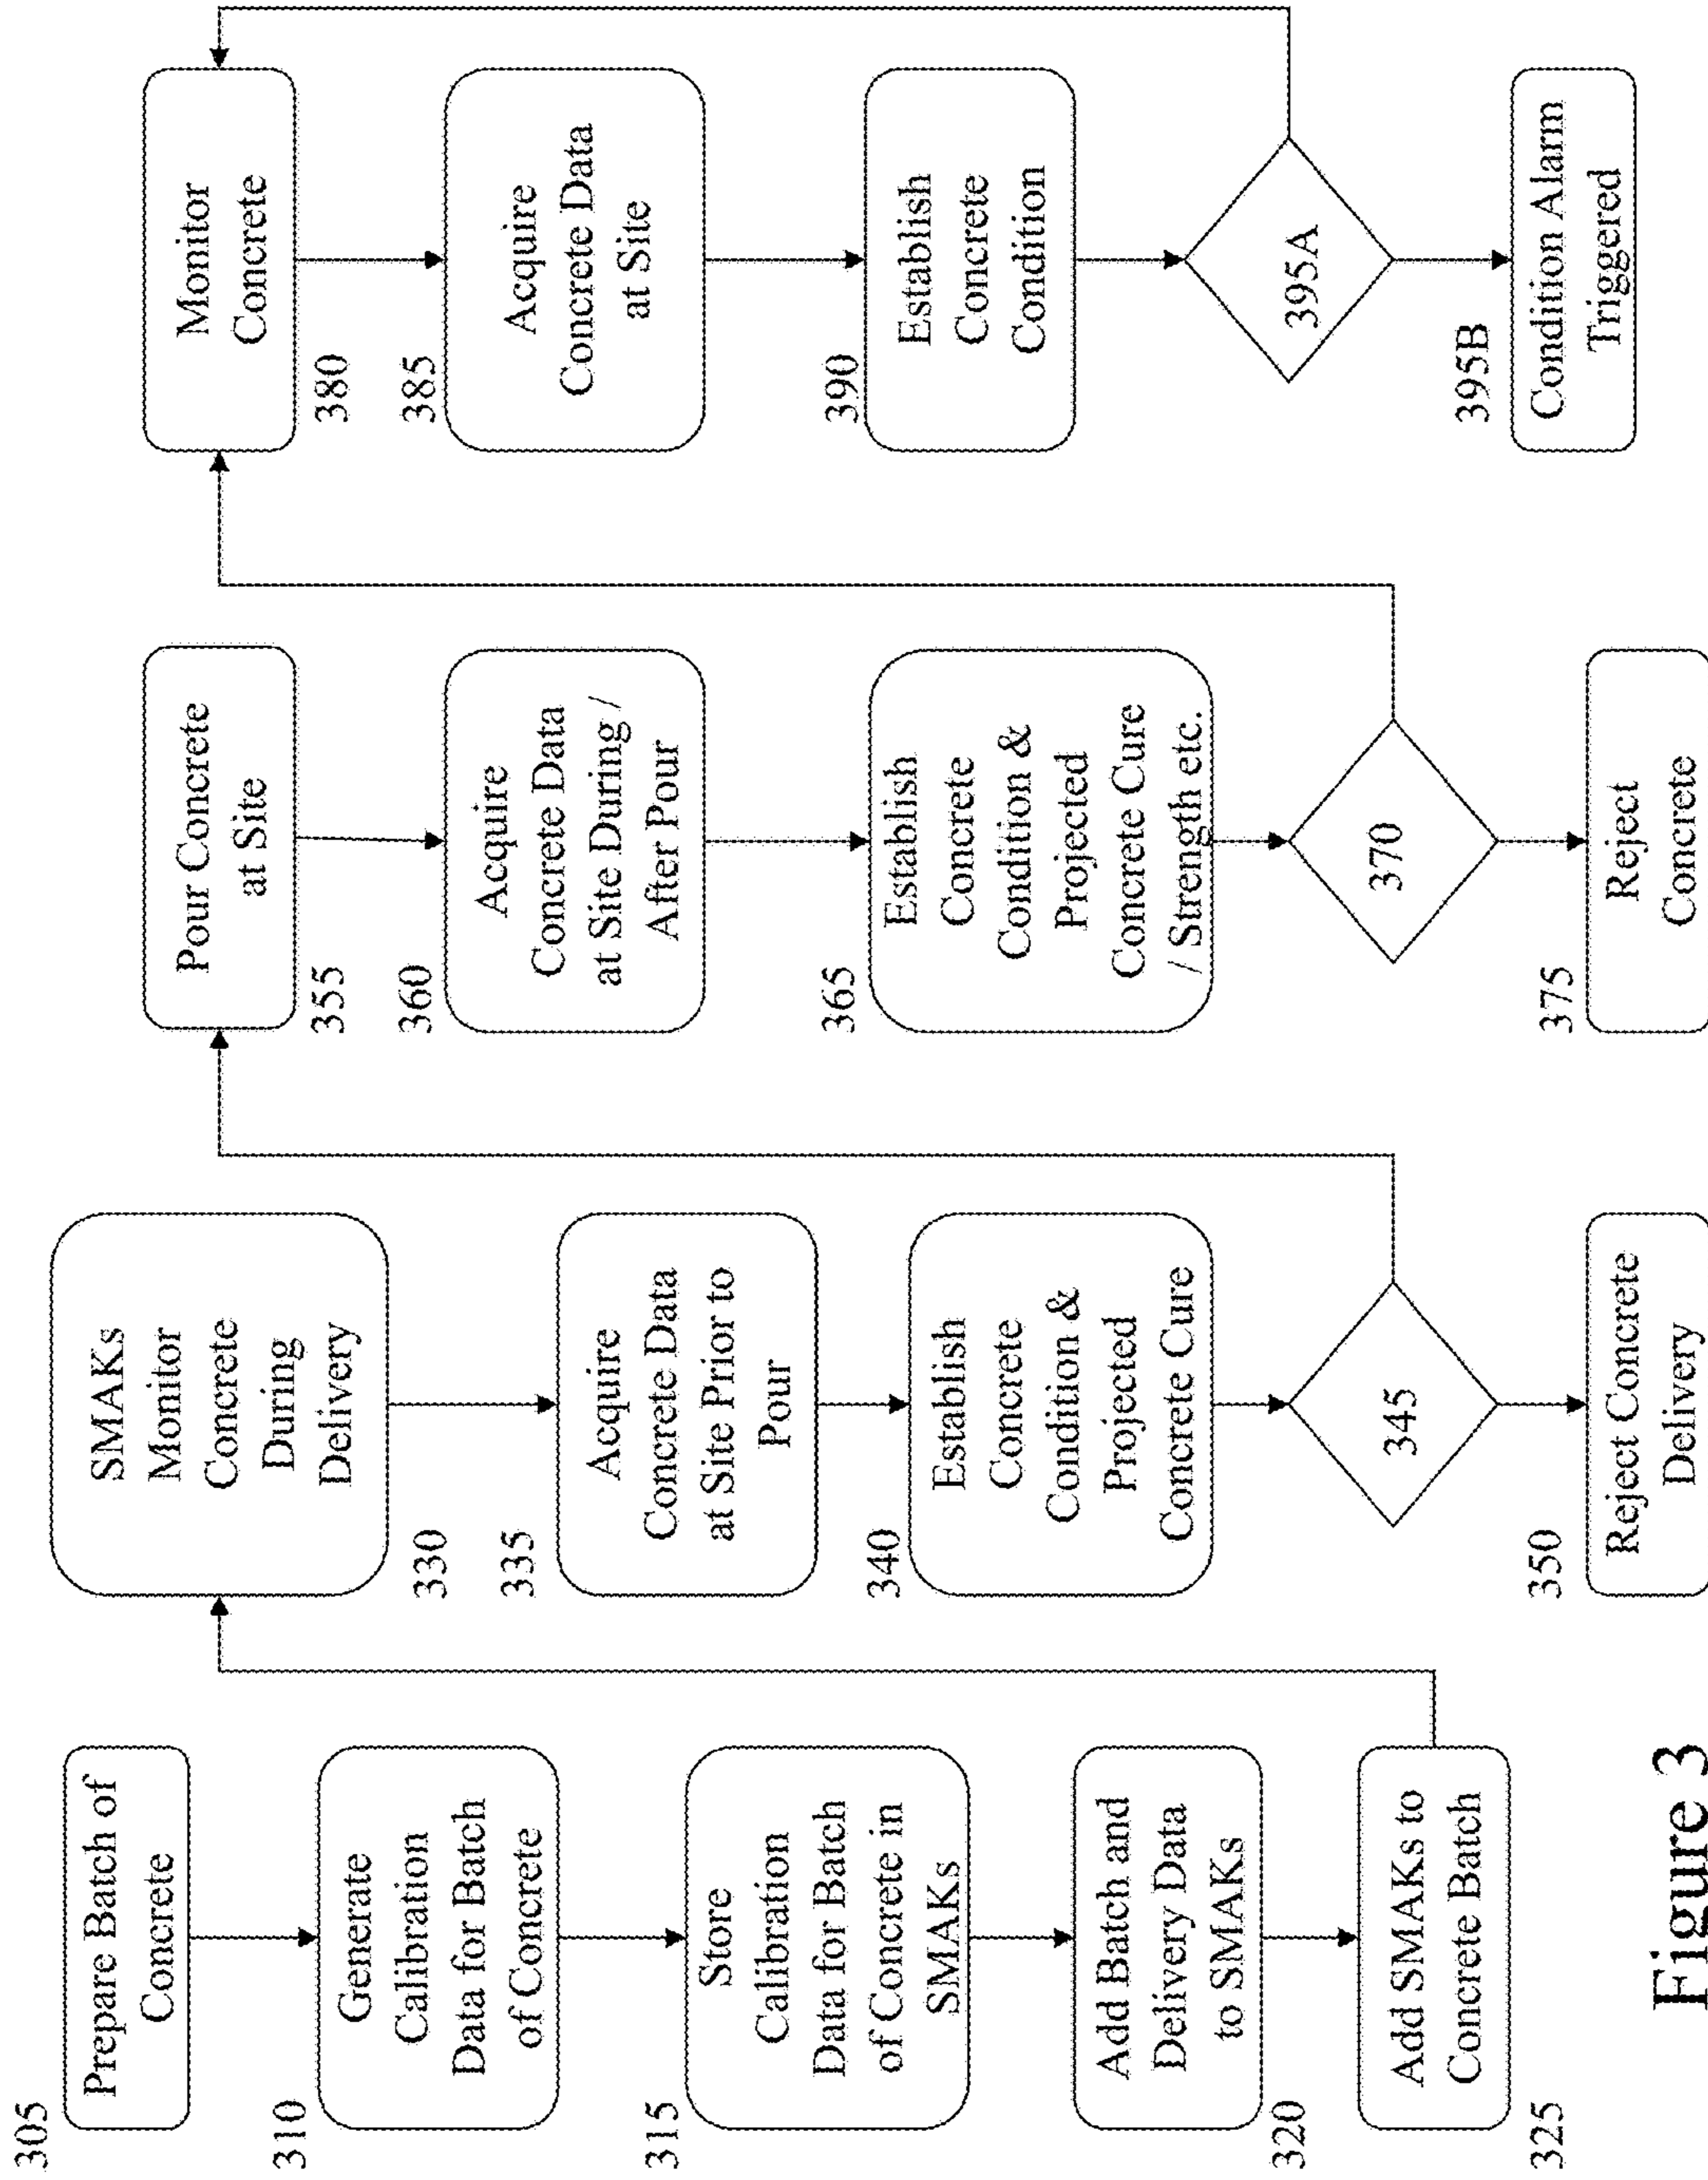 305
Prepare Batch of
Concrete
310
Generate
Calibration
Data for Batch
of Concrete
315
Store
Calibration
Data for Batch
of Concrete in
SMAKs
Add Batch and
Delivery Data
to SMAKs
320
Add SMAKs to
Concrete Batch
325
SMAKs
Monitor
Concrete
During
Delivery
330
335
Acquire
Concrete Data
at Site Prior to
Pour
340
Establish
Concrete
Condition &
Projected
Concrete Cure
345
350
Reject Concrete
Delivery
Pour Concrete
at Site
355
360
Acquire
Concrete Data
at Site During /
After Pour
365
Establish
Concrete
Condition &
Projected
Concrete Cure
/ Strength etc.
370
375
Reject
Concrete
Monitor
Concrete
380
385
Acquire
Concrete Data
at Site
390
Establish
Concrete
Condition
395A
395B
Condition Alarm
Triggered
Figure 3